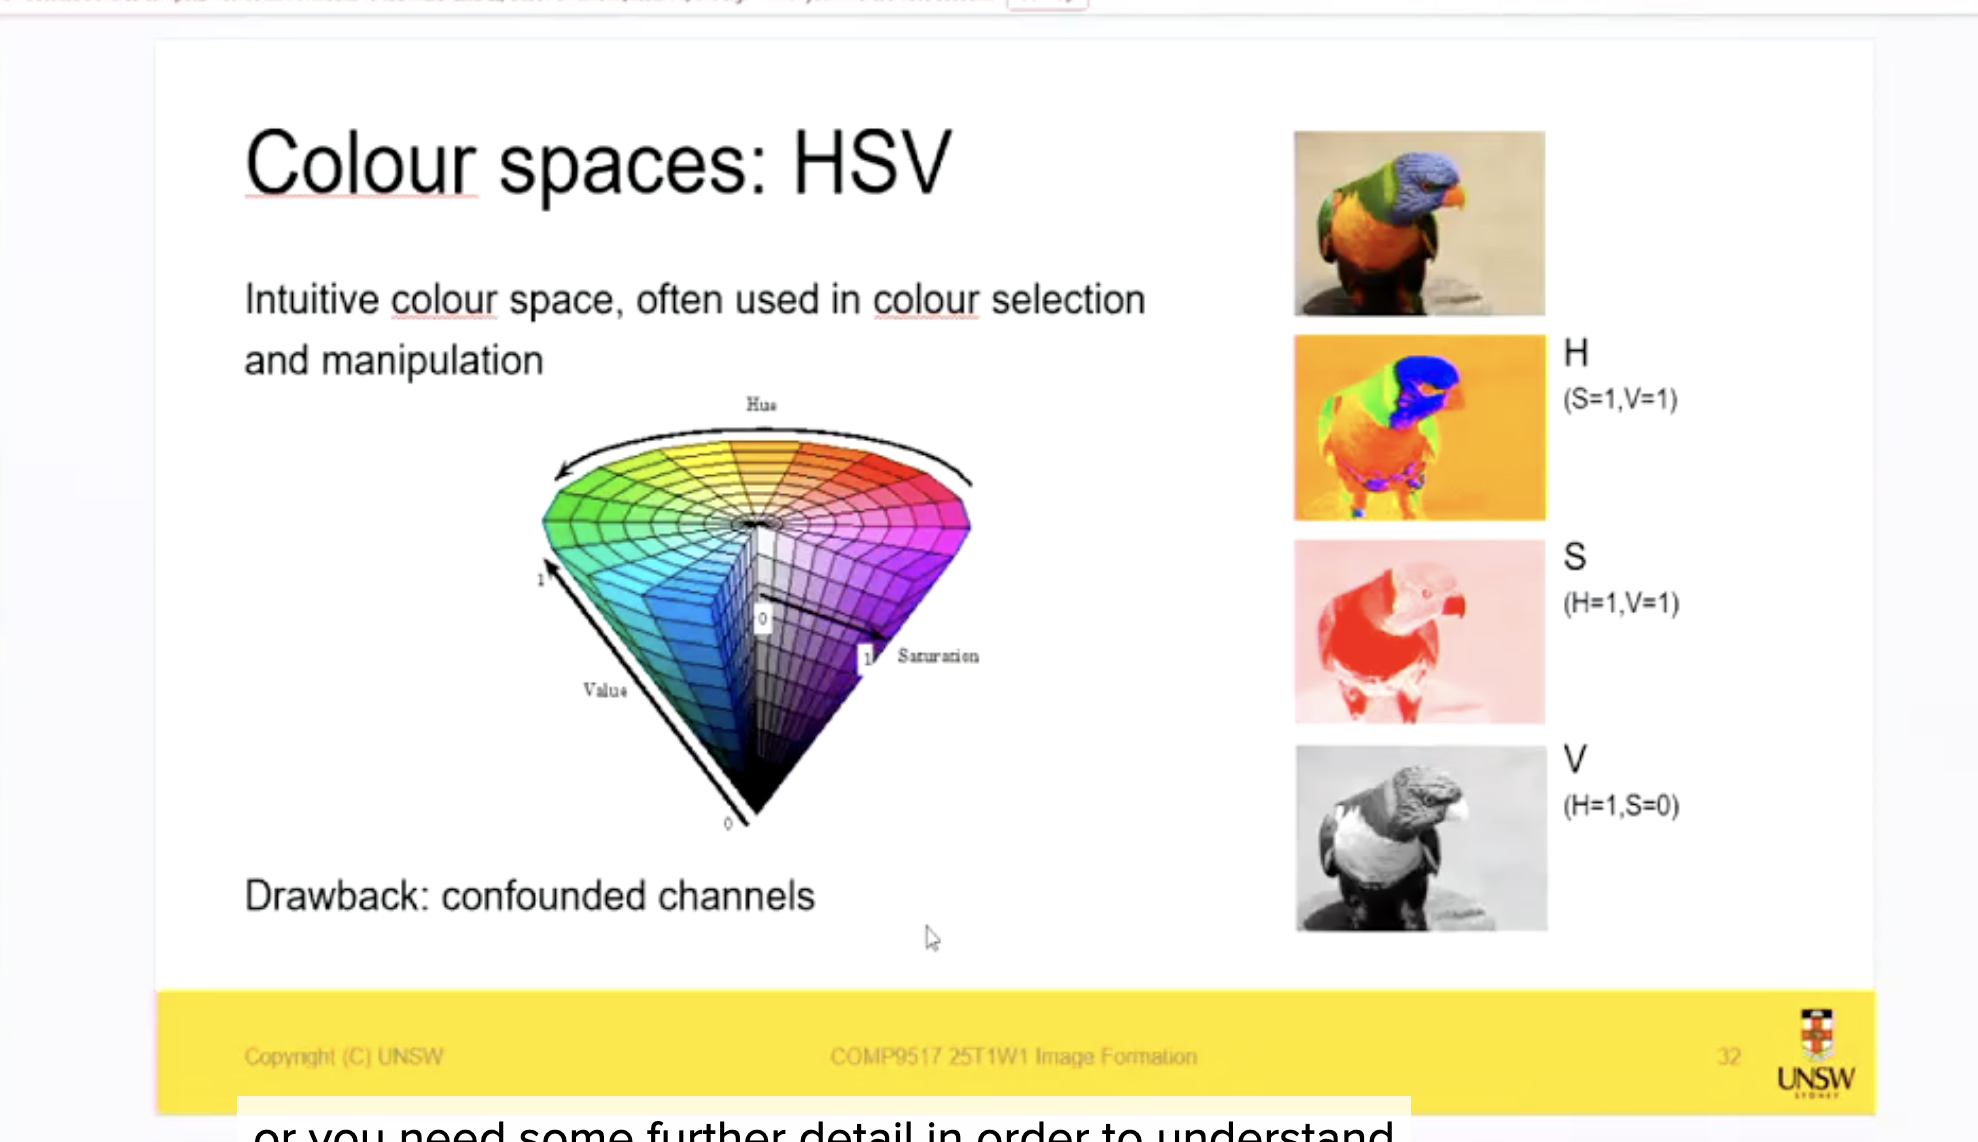 Colour spaces: HSV
Intuitive colour space, often used in colour selection
and manipulation
Hue
1
0
1
Saturation
Value
0
Drawback: confounded channels
H
(S=1,V=1)
S
(H=1,V=1)
V
(H=1,S=0)
Copyright (C) UNSW
COMP9517 25T1W1 Image Formation
32
UNSW
SYDNEY
or you need some further detail in order to understand